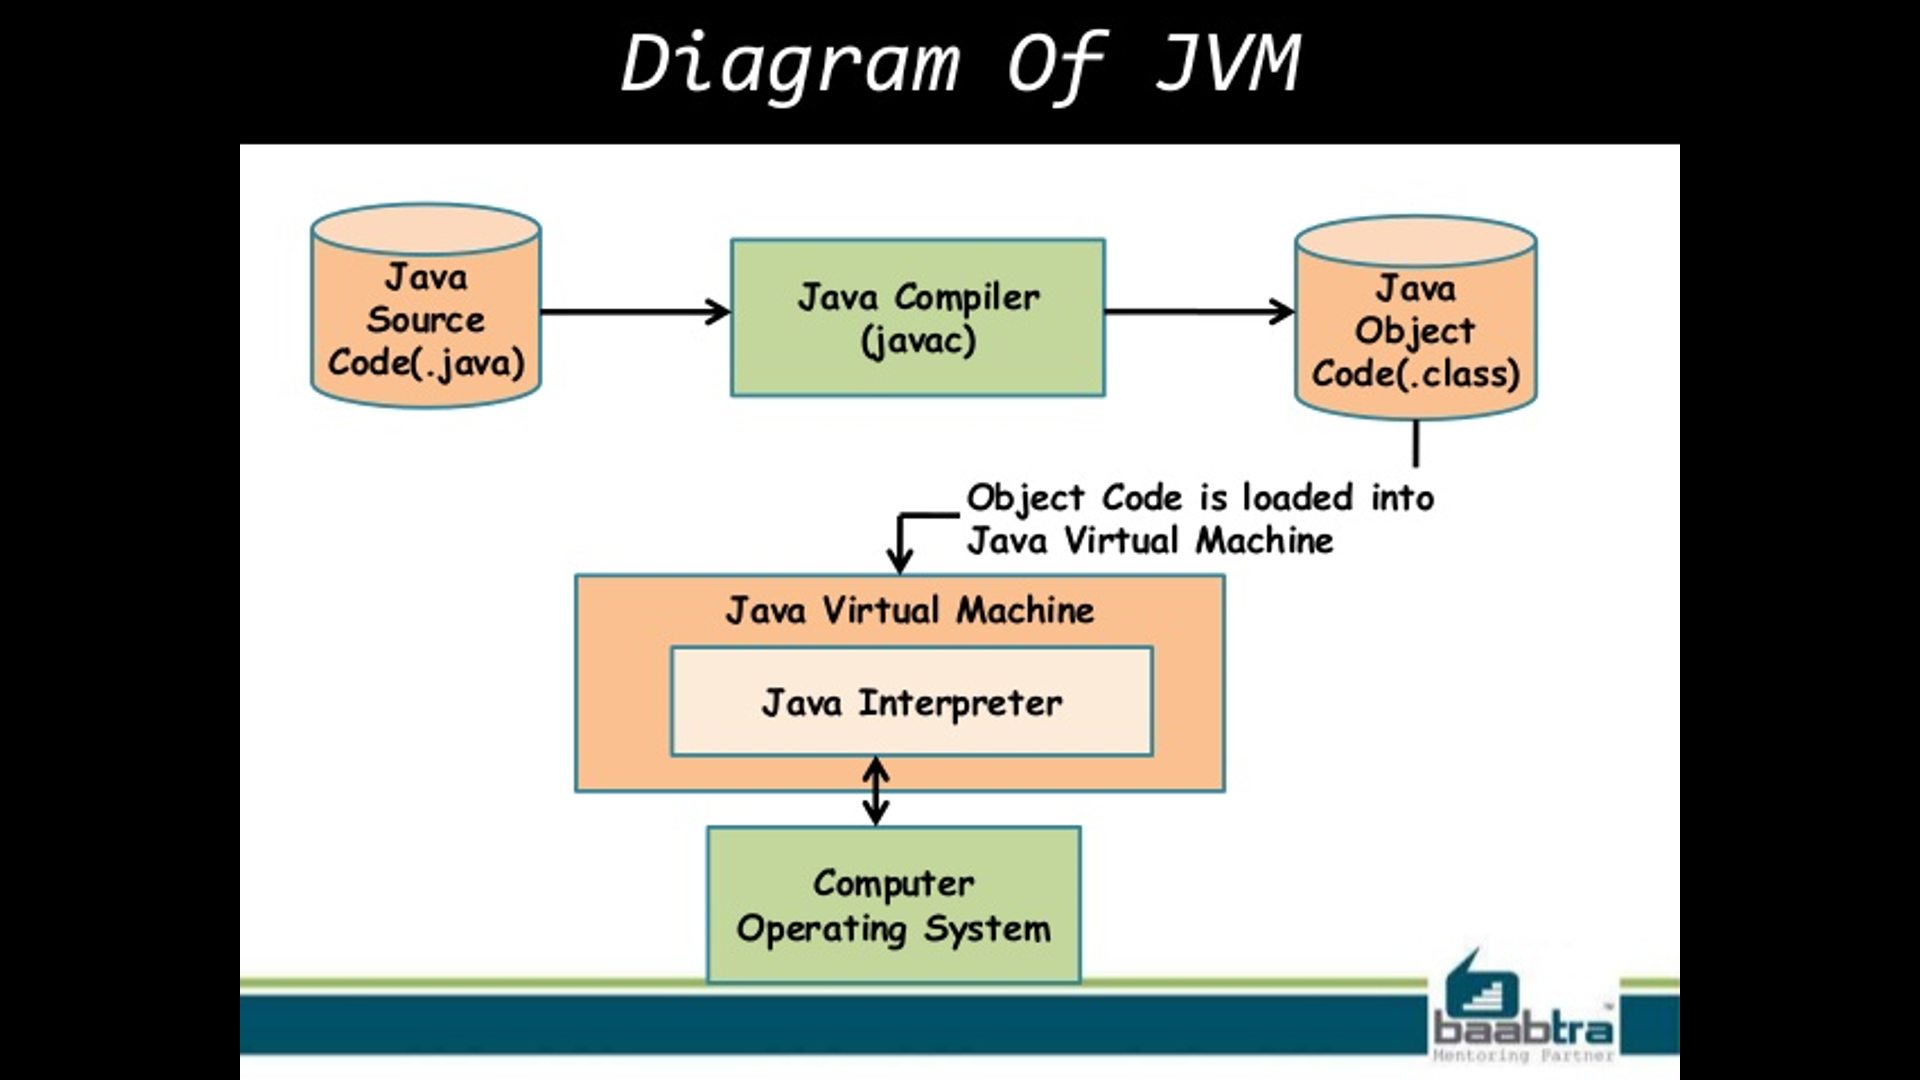 Diagram Of JVM
Java
Source
Code(.java)
Java Compiler
(javac)
Java
Object
Code(.class)
Object Code is loaded into
Java Virtual Machine
Java Virtual Machine
Java Interpreter
Computer
Operating System
baabtra™
Mentoring Partner